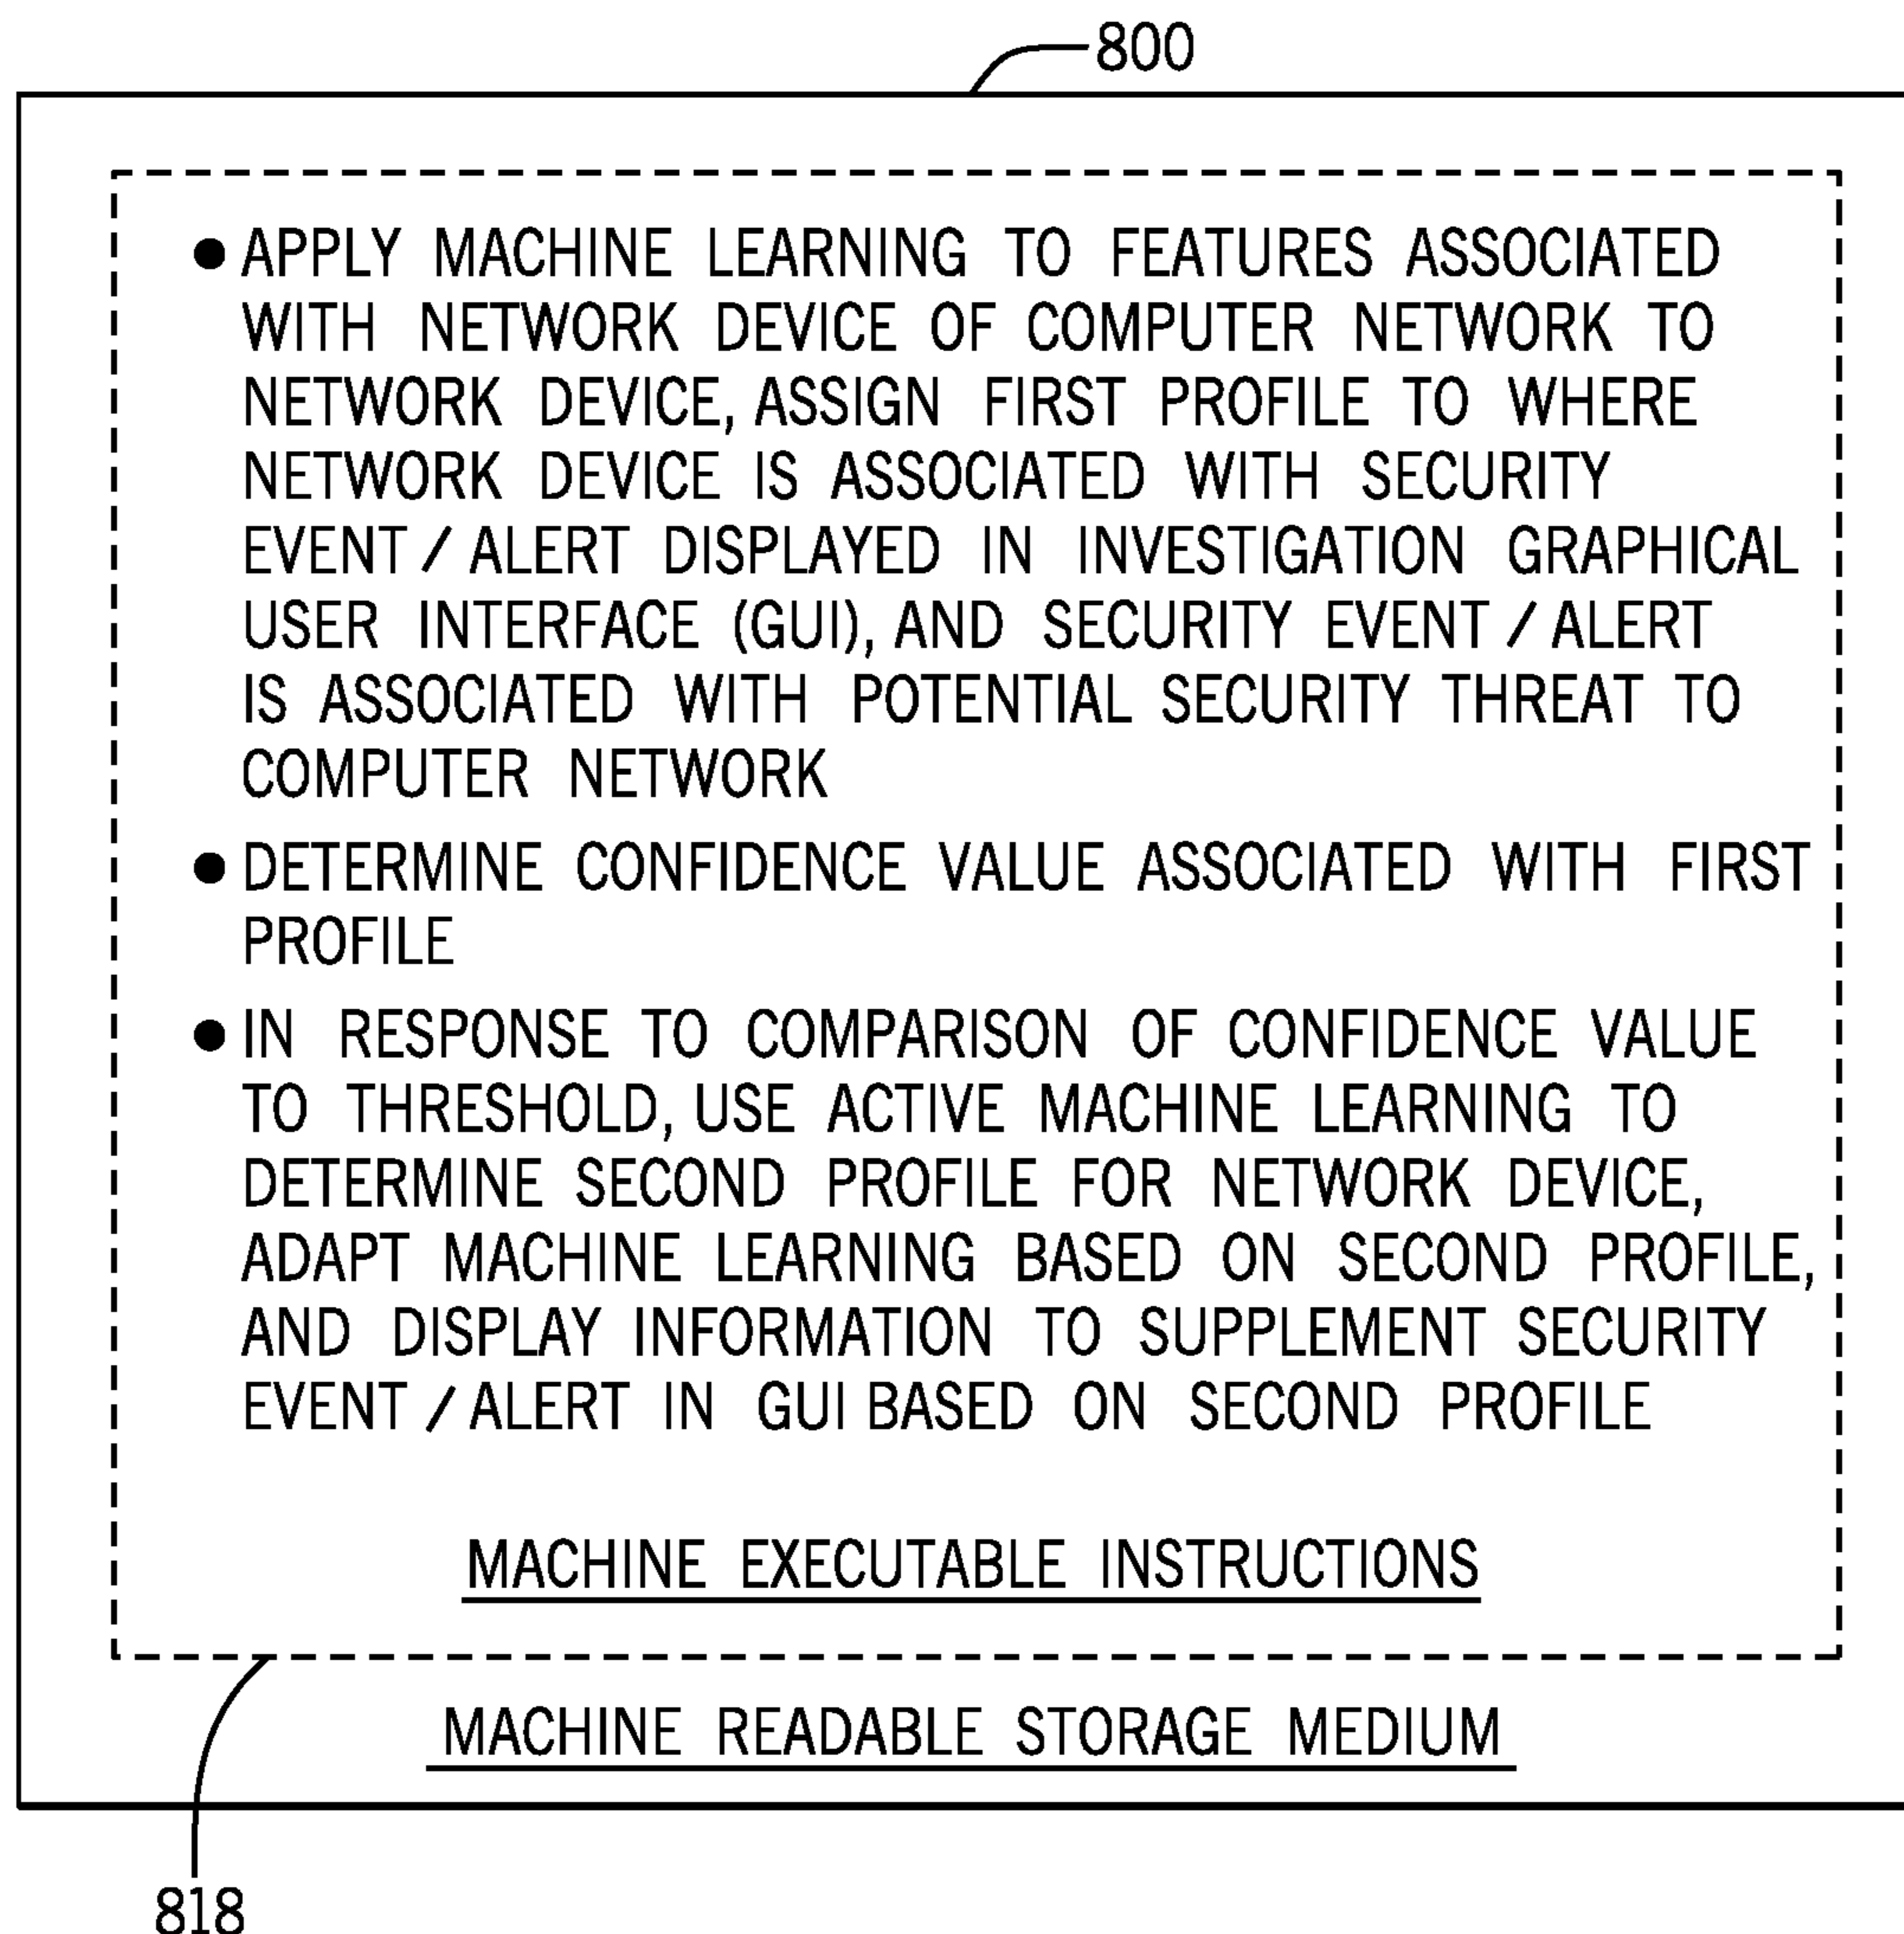 800
● APPLY MACHINE LEARNING TO FEATURES ASSOCIATED
WITH NETWORK DEVICE OF COMPUTER NETWORK TO
NETWORK DEVICE, ASSIGN FIRST PROFILE TO WHERE
NETWORK DEVICE IS ASSOCIATED WITH SECURITY
EVENT/ALERT DISPLAYED IN INVESTIGATION GRAPHICAL
USER INTERFACE (GUI), AND SECURITY EVENT/ALERT
IS ASSOCIATED WITH POTENTIAL SECURITY THREAT TO
COMPUTER NETWORK
● DETERMINE CONFIDENCE VALUE ASSOCIATED WITH FIRST
PROFILE
● IN RESPONSE TO COMPARISON OF CONFIDENCE VALUE
TO THRESHOLD, USE ACTIVE MACHINE LEARNING TO
DETERMINE SECOND PROFILE FOR NETWORK DEVICE,
ADAPT MACHINE LEARNING BASED ON SECOND PROFILE,
AND DISPLAY INFORMATION TO SUPPLEMENT SECURITY
EVENT/ALERT IN GUI BASED ON SECOND PROFILE
MACHINE EXECUTABLE INSTRUCTIONS
MACHINE READABLE STORAGE MEDIUM
818